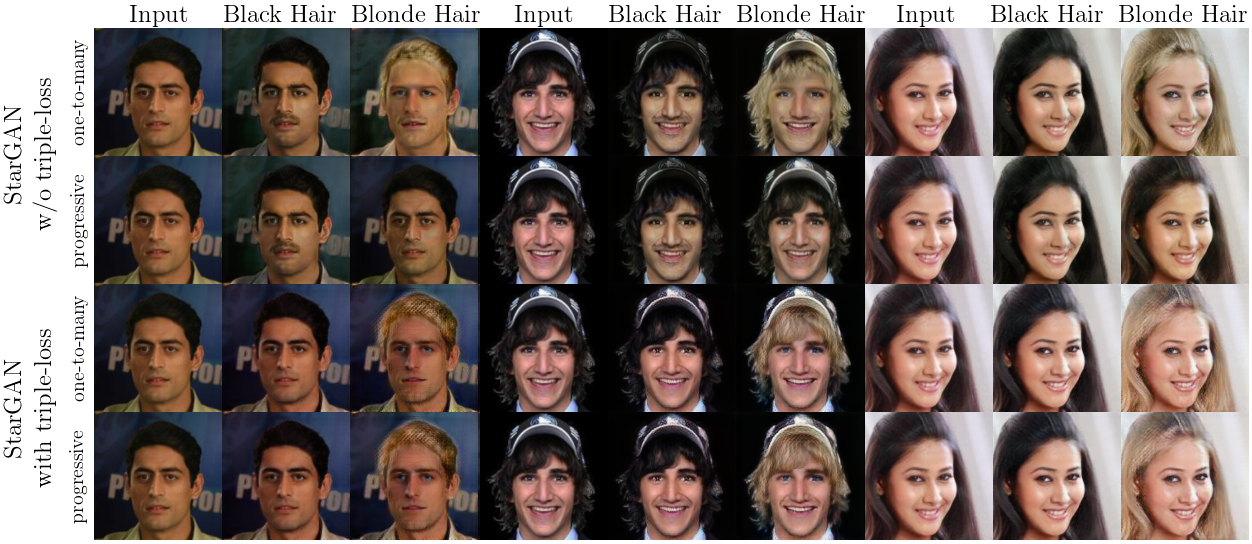 Input Black Hair Blonde Hair Input Black Hair Blonde Hair Input Black Hair Blonde Hair
StarGAN
w/o triple-loss
one-to-many
progressive
StarGAN
with triple-loss
one-to-many
progressive